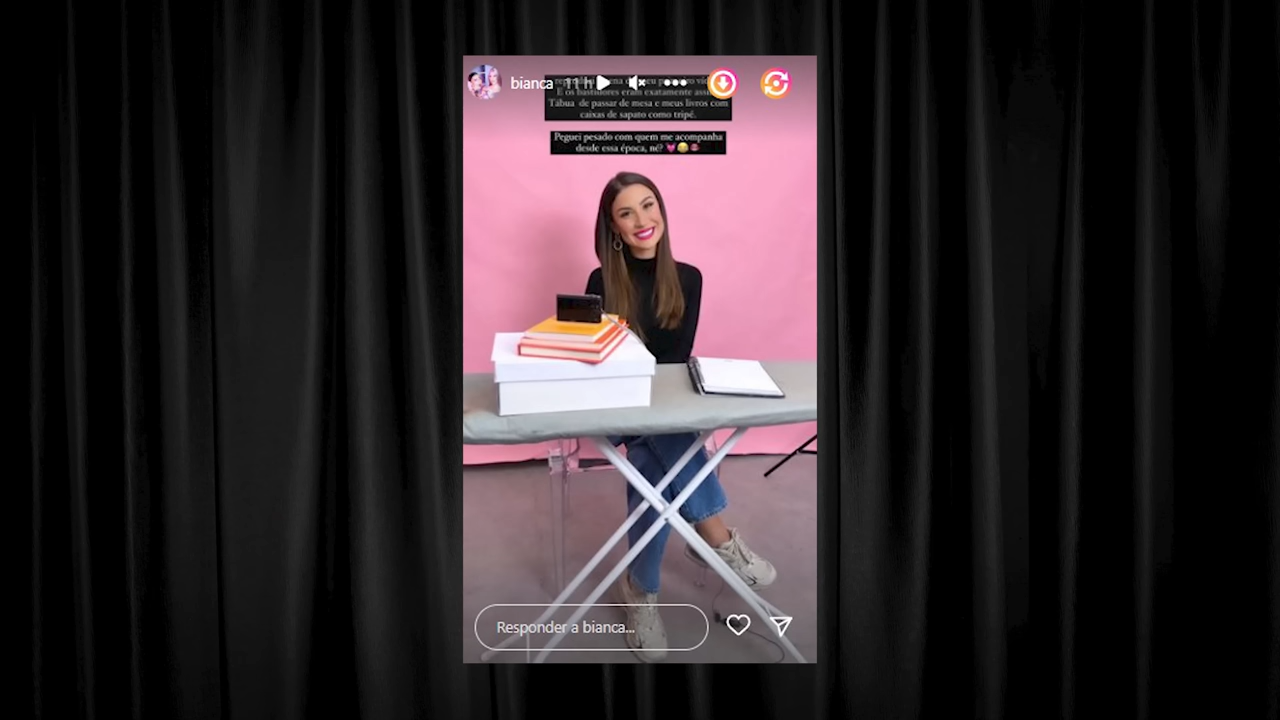 bianca 11 h
E os bastidores eram exatamente
Tábua de passar de mesa e meus livros com
caixas de sapato como tripé.
Peguei pesado com quem me acompanha
desde essa época, né? 💓😂🙈
Responder a bianca...